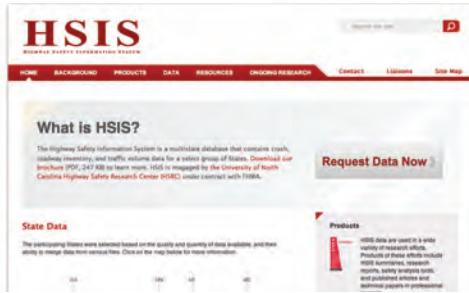 HSIS
HIGHWAY SAFETY INFORMATION SYSTEM
HOME BACKGROUND PRODUCTS DATA RESOURCES ONGOING RESEARCH Contact Liaisons Site Map
What is HSIS?
The Highway Safety Information System is a multistate database that contains crash,
roadway inventory, and traffic volume data for a select group of States. Download our
brochure (PDF, 247 KB to learn more. HSIS is managed by the University of North
Carolina Highway Safety Research Center (HSRC) under contract with FHWA.
Request Data Now
State Data
The participating States were selected based on the quality and quantity of data available, and their
ability to merge data from various files. Click on the map below for more information.
Products
HSIS data are used in a wide
variety of research efforts.
Products of these efforts include
HSIS summaries, research
reports, safety analysis tools,
and published articles and
technical papers in professional